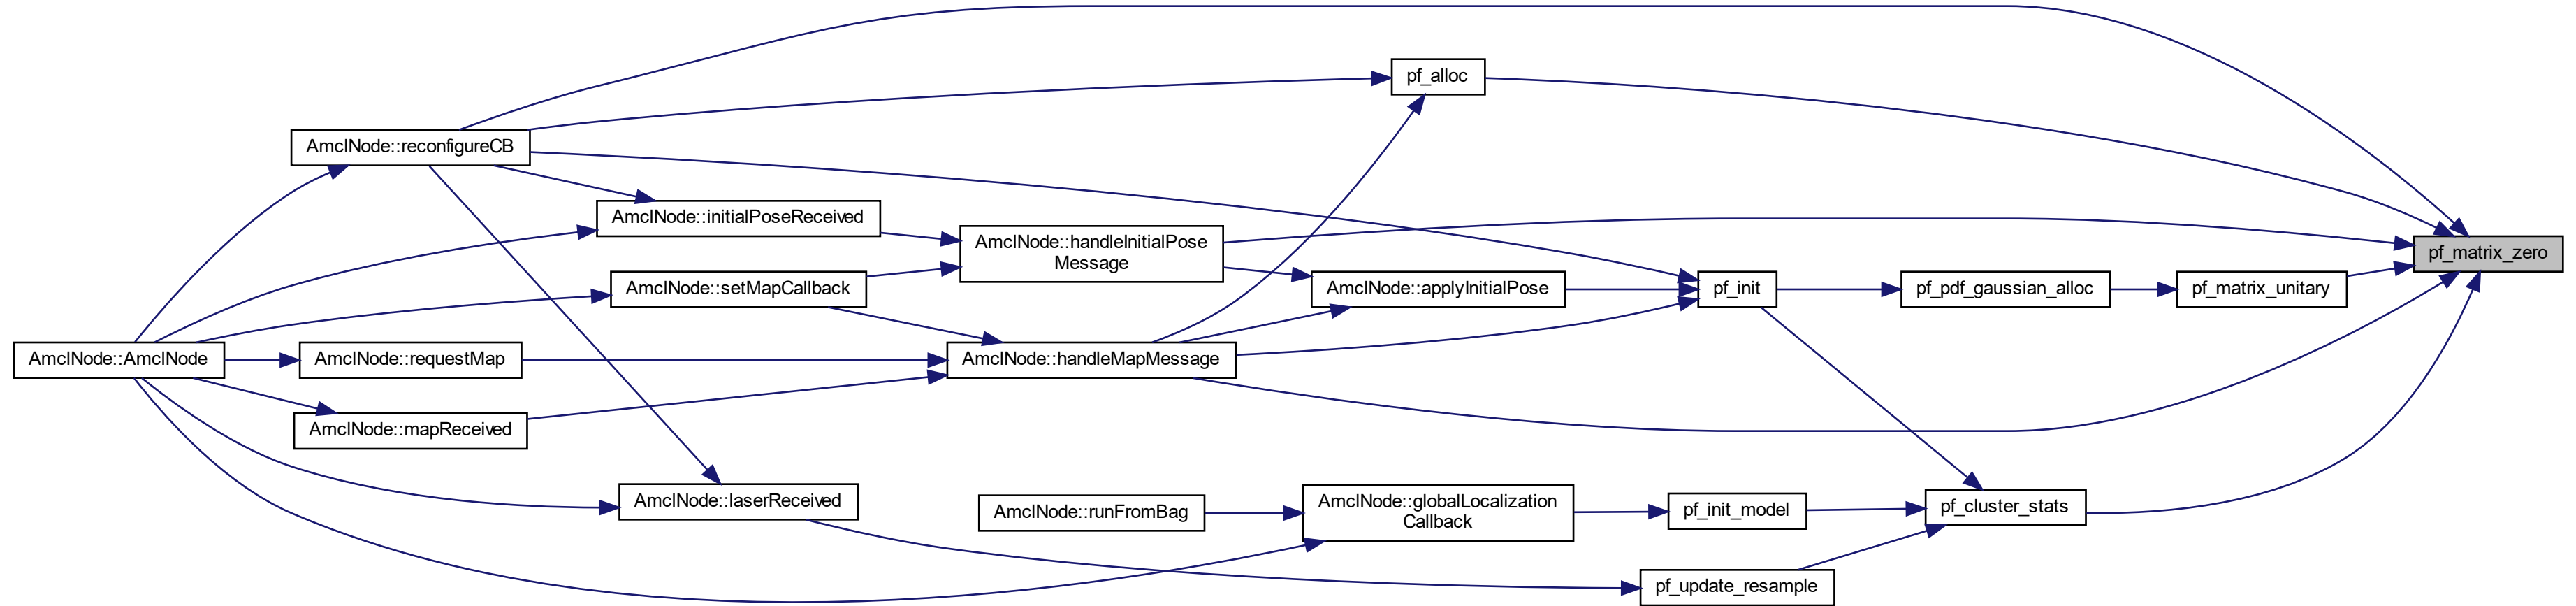 pf_alloc
AmclNode::reconfigureCB
AmclNode::initialPoseReceived
AmclNode::handleInitialPose
Message
pf_matrix_zero
AmclNode::setMapCallback
AmclNode::applyInitialPose
pf_init
pf_pdf_gaussian_alloc
pf_matrix_unitary
AmclNode::AmclNode
AmclNode::requestMap
AmclNode::handleMapMessage
AmclNode::mapReceived
AmclNode::laserReceived
AmclNode::runFromBag
AmclNode::globalLocalization
Callback
pf_init_model
pf_cluster_stats
pf_update_resample